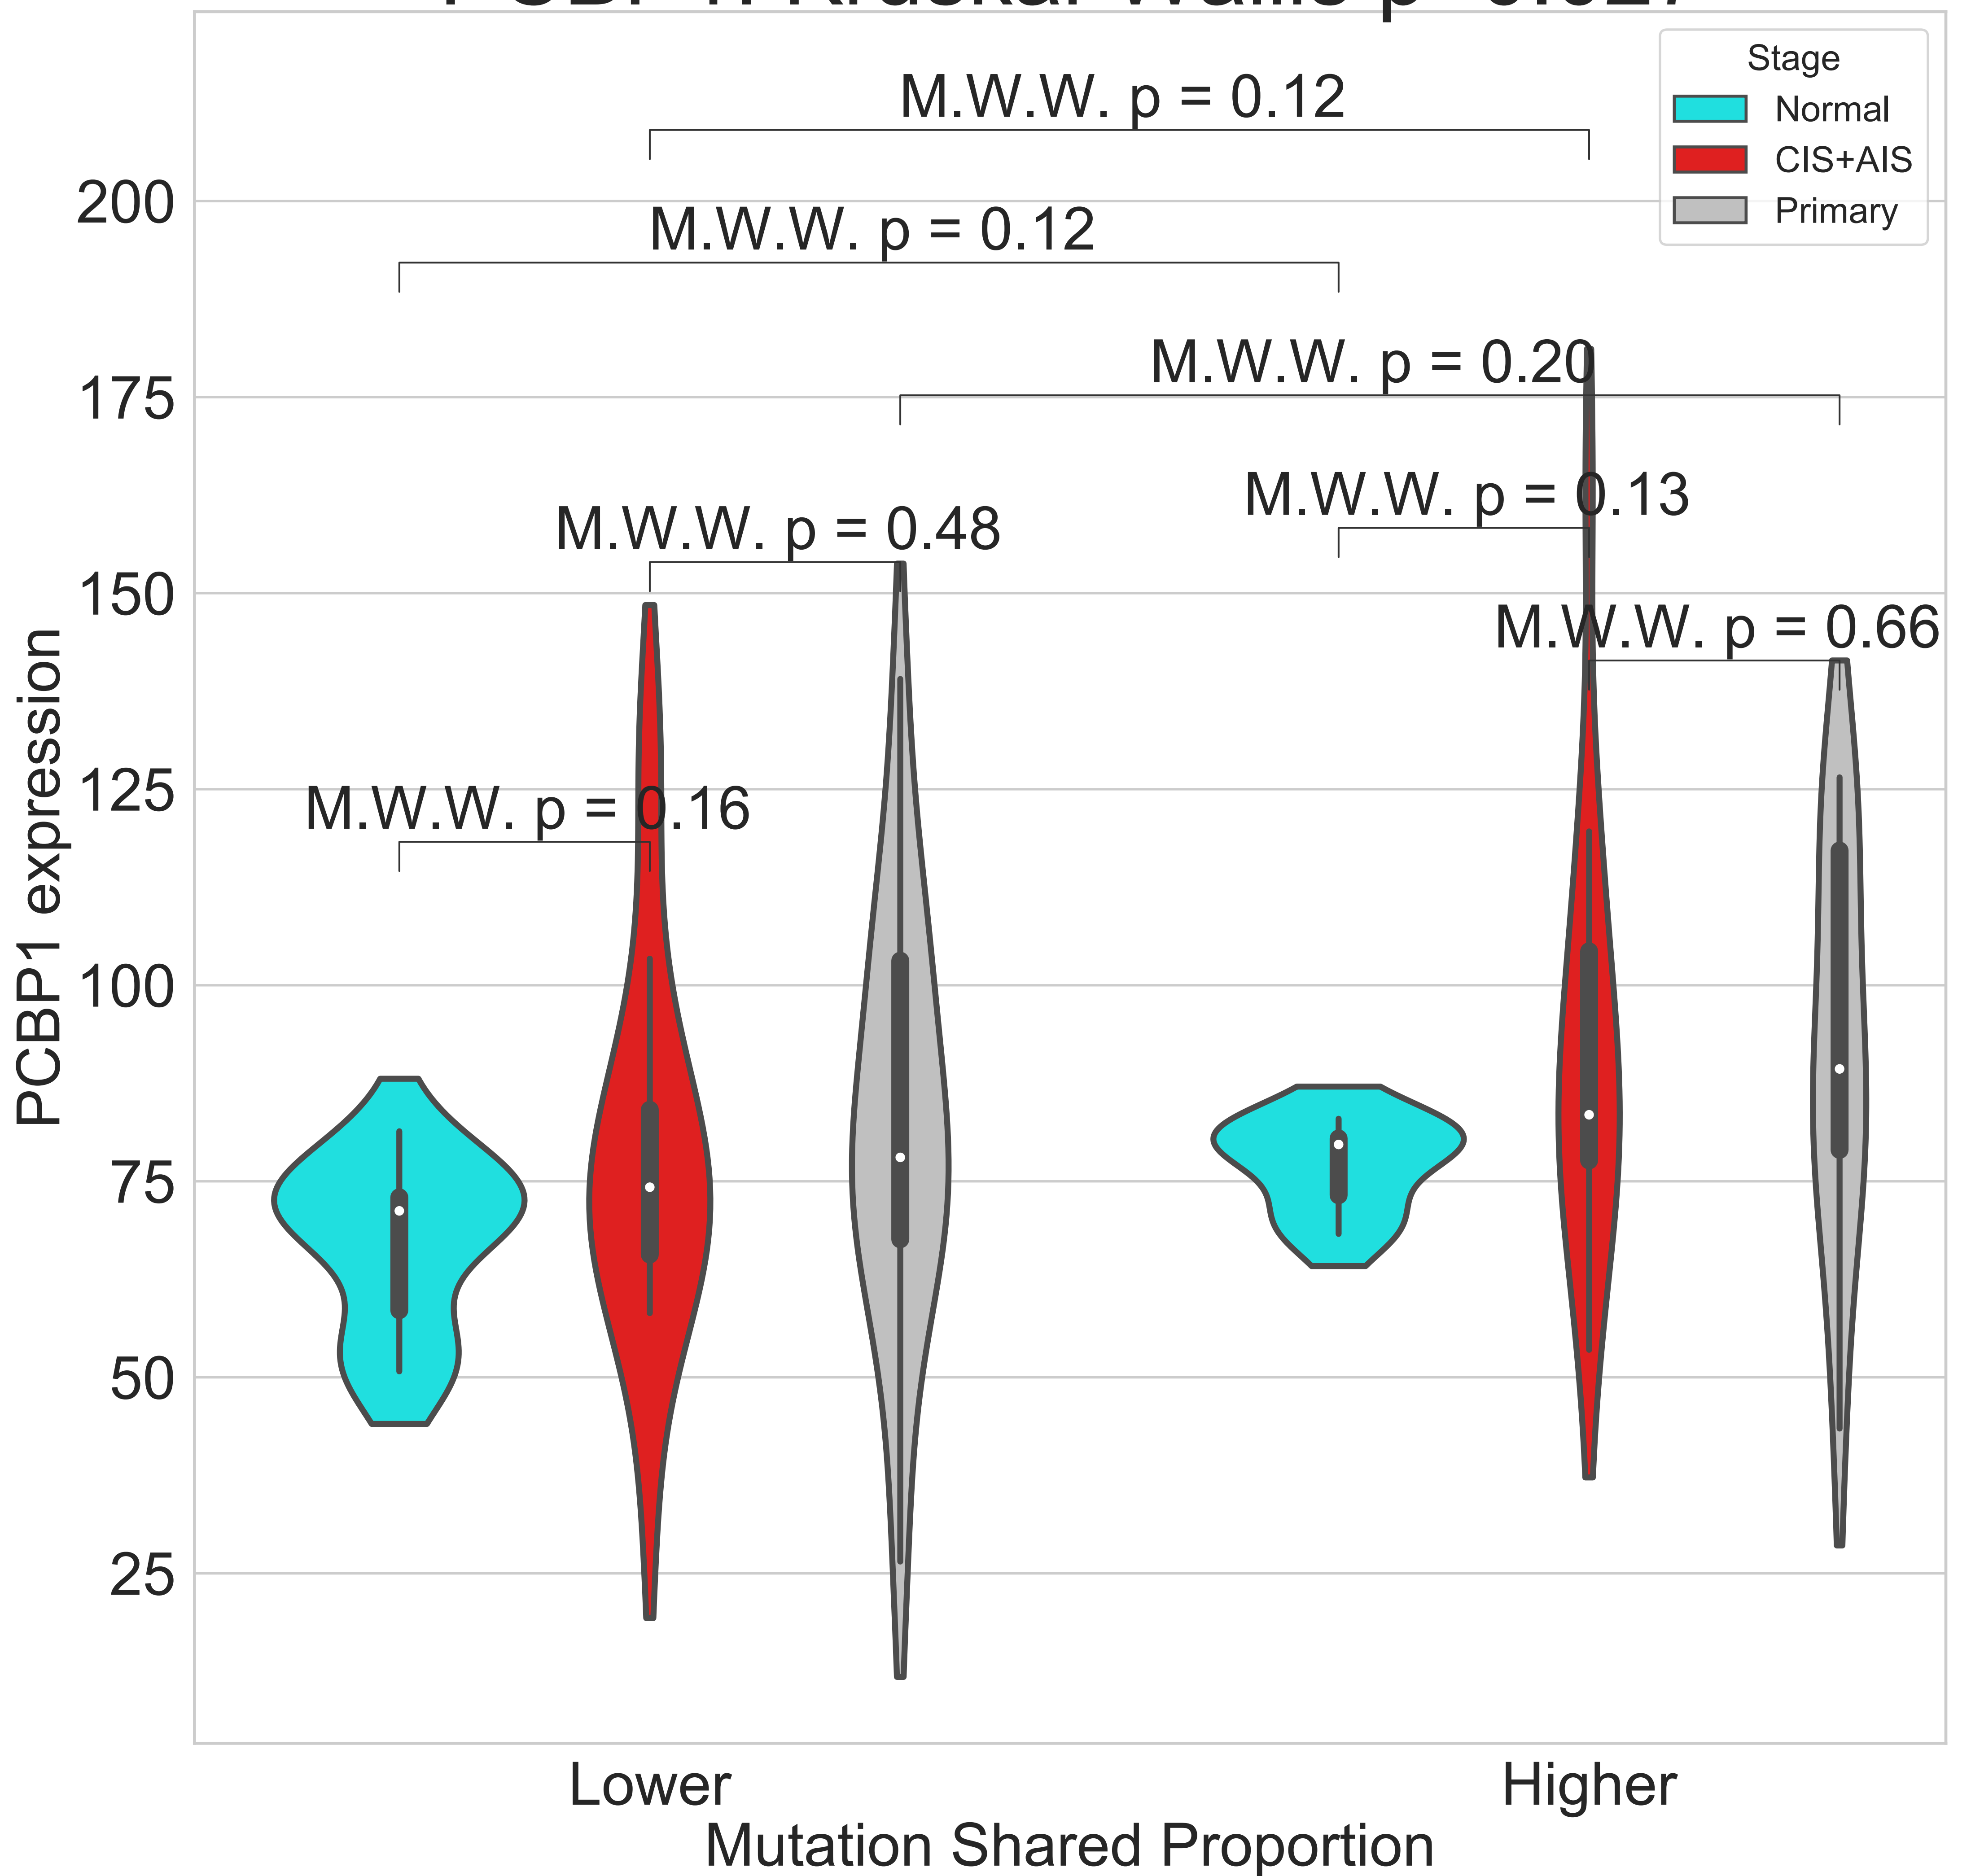 Stage
Normal
CIS+AIS
Primary
M.W.W. p = 0.12
M.W.W. p = 0.12
M.W.W. p = 0.20
M.W.W. p = 0.13
M.W.W. p = 0.48
M.W.W. p = 0.66
M.W.W. p = 0.16
200
175
150
125
100
75
50
25
PCBP1 expression
Lower
Higher
Mutation Shared Proportion